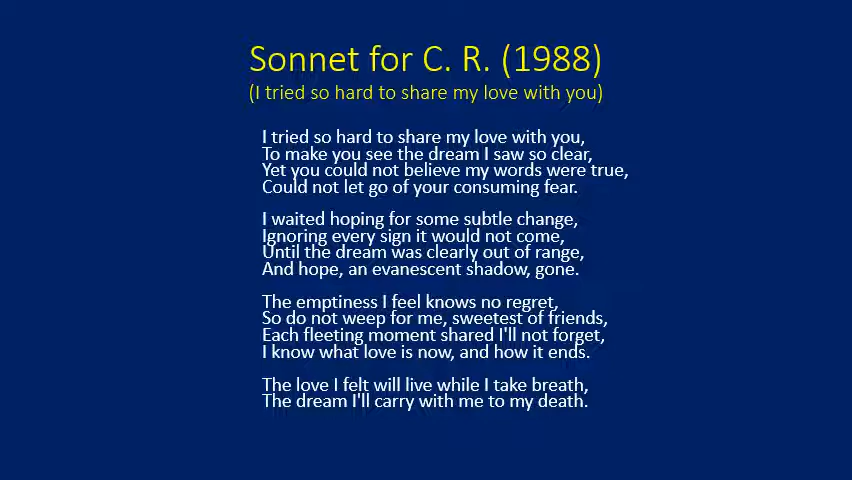 Sonnet for C. R. (1988)
(I tried so hard to share my love with you)
I tried so hard to share my love with you,
To make you see the dream I saw so clear,
Yet you could not believe my words were true,
Could not let go of your consuming fear.
I waited hoping for some subtle change,
Ignoring every sign it would not come,
Until the dream was clearly out of range,
And hope, an evanescent shadow, gone.
The emptiness I feel knows no regret,
So do not weep for me, sweetest of friends,
Each fleeting moment shared I'll not forget,
I know what love is now, and how it ends.
The love I felt will live while I take breath,
The dream I'll carry with me to my death.